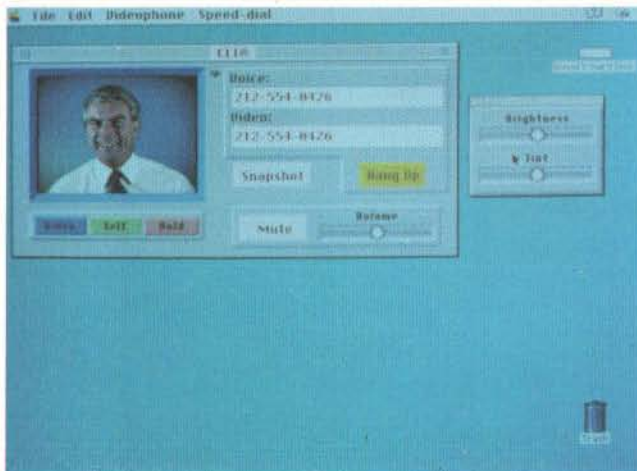 File Edit Videophone Speed-dial
Voice:
212-554-8426
Video:
212-554-8426
Snapshot
Hang Up
Self
Hold
Mute
Volume
Brightness
Tint
Trash